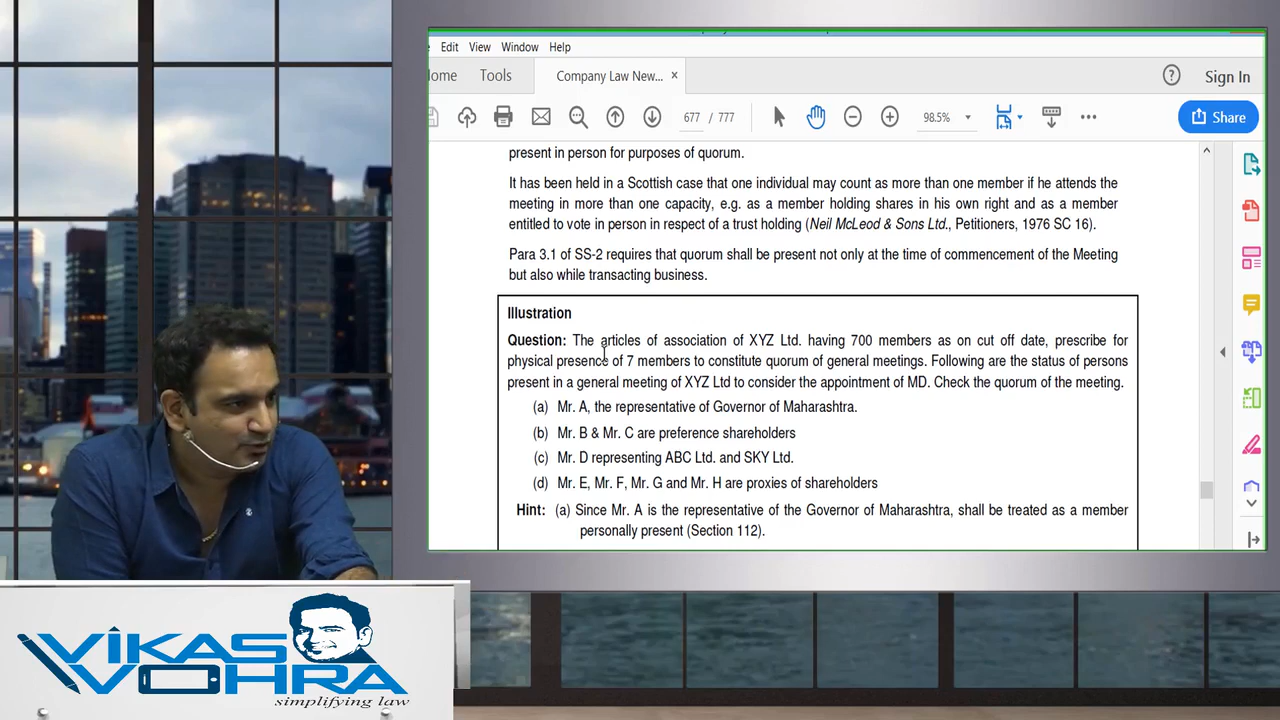 Edit View Window Help
ome Tools Company Law New... × Sign In
677 / 777 98.5% Share
present in person for purposes of quorum.
It has been held in a Scottish case that one individual may count as more than one member if he attends the
meeting in more than one capacity, e.g. as a member holding shares in his own right and as a member
entitled to vote in person in respect of a trust holding (Neil McLeod & Sons Ltd., Petitioners, 1976 SC 16).
Para 3.1 of SS-2 requires that quorum shall be present not only at the time of commencement of the Meeting
but also while transacting business.
Illustration
Question: The articles of association of XYZ Ltd. having 700 members as on cut off date, prescribe for
physical presence of 7 members to constitute quorum of general meetings. Following are the status of persons
present in a general meeting of XYZ Ltd to consider the appointment of MD. Check the quorum of the meeting.
(a) Mr. A, the representative of Governor of Maharashtra.
(b) Mr. B & Mr. C are preference shareholders
(c) Mr. D representing ABC Ltd. and SKY Ltd.
(d) Mr. E, Mr. F, Mr. G and Mr. H are proxies of shareholders
Hint: (a) Since Mr. A is the representative of the Governor of Maharashtra, shall be treated as a member
personally present (Section 112).
VIKAS
VOHRA
simplifying law